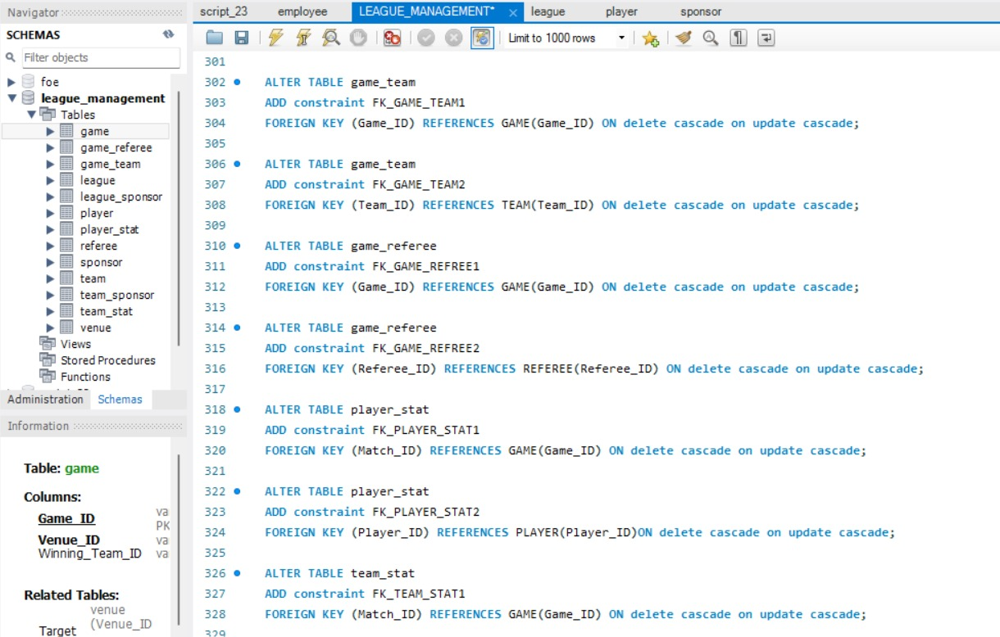 Navigator
SCHEMAS
Filter objects
foe
league_management
Tables
game
game_referee
game_team
league
league_sponsor
player
player_stat
referee
sponsor
team
team_sponsor
team_stat
venue
Views
Stored Procedures
Functions
Administration Schemas
Information
Table: game
Columns:
Game_ID va
PK
Venue_ID va
Winning_Team_ID va
Related Tables:
venue
Target (Venue_ID
script_23 employee LEAGUE_MANAGEMENT* league player sponsor
Limit to 1000 rows
301
302 ALTER TABLE game_team
303 ADD constraint FK_GAME_TEAM1
304 FOREIGN KEY (Game_ID) REFERENCES GAME(Game_ID) ON delete cascade on update cascade;
305
306 ALTER TABLE game_team
307 ADD constraint FK_GAME_TEAM2
308 FOREIGN KEY (Team_ID) REFERENCES TEAM(Team_ID) ON delete cascade on update cascade;
309
310 ALTER TABLE game_referee
311 ADD constraint FK_GAME_REFREE1
312 FOREIGN KEY (Game_ID) REFERENCES GAME(Game_ID) ON delete cascade on update cascade;
313
314 ALTER TABLE game_referee
315 ADD constraint FK_GAME_REFREE2
316 FOREIGN KEY (Referee_ID) REFERENCES REFEREE(Referee_ID) ON delete cascade on update cascade;
317
318 ALTER TABLE player_stat
319 ADD constraint FK_PLAYER_STAT1
320 FOREIGN KEY (Match_ID) REFERENCES GAME(Game_ID) ON delete cascade on update cascade;
321
322 ALTER TABLE player_stat
323 ADD constraint FK_PLAYER_STAT2
324 FOREIGN KEY (Player_ID) REFERENCES PLAYER(Player_ID)ON delete cascade on update cascade;
325
326 ALTER TABLE team_stat
327 ADD constraint FK_TEAM_STAT1
328 FOREIGN KEY (Match_ID) REFERENCES GAME(Game_ID) ON delete cascade on update cascade;
329